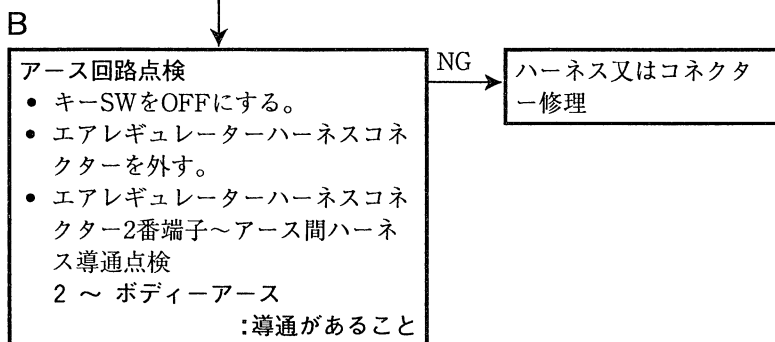 B
アース回路点検
• キーSWをOFFにする。
• エアレギュレーターハーネスコネ
クターを外す。
• エアレギュレーターハーネスコネ
クター2番端子～アース間ハーネ
ス導通点検
2 ～ ボディーアース
:導通があること
NG
ハーネス又はコネクタ
ー修理